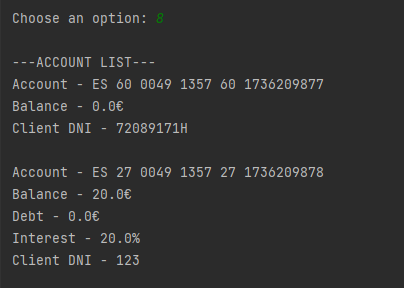 Choose an option: 8
---ACCOUNT LIST---
Account - ES 60 0049 1357 60 1736209877
Balance - 0.0€
Client DNI - 72089171H
Account - ES 27 0049 1357 27 1736209878
Balance - 20.0€
Debt - 0.0€
Interest - 20.0%
Client DNI - 123